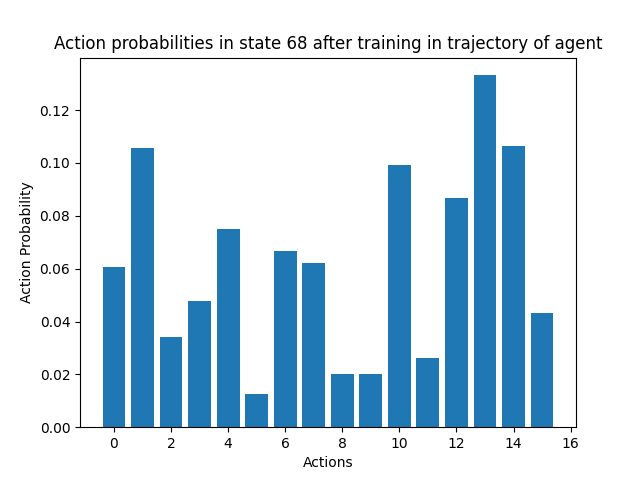 Action probabilities in state 68 after training in trajectory of agent
0.12
0.10
0.08
0.06
0.04
0.02
0.00
Action Probability
0 2 4 6 8 10 12 14 16
Actions